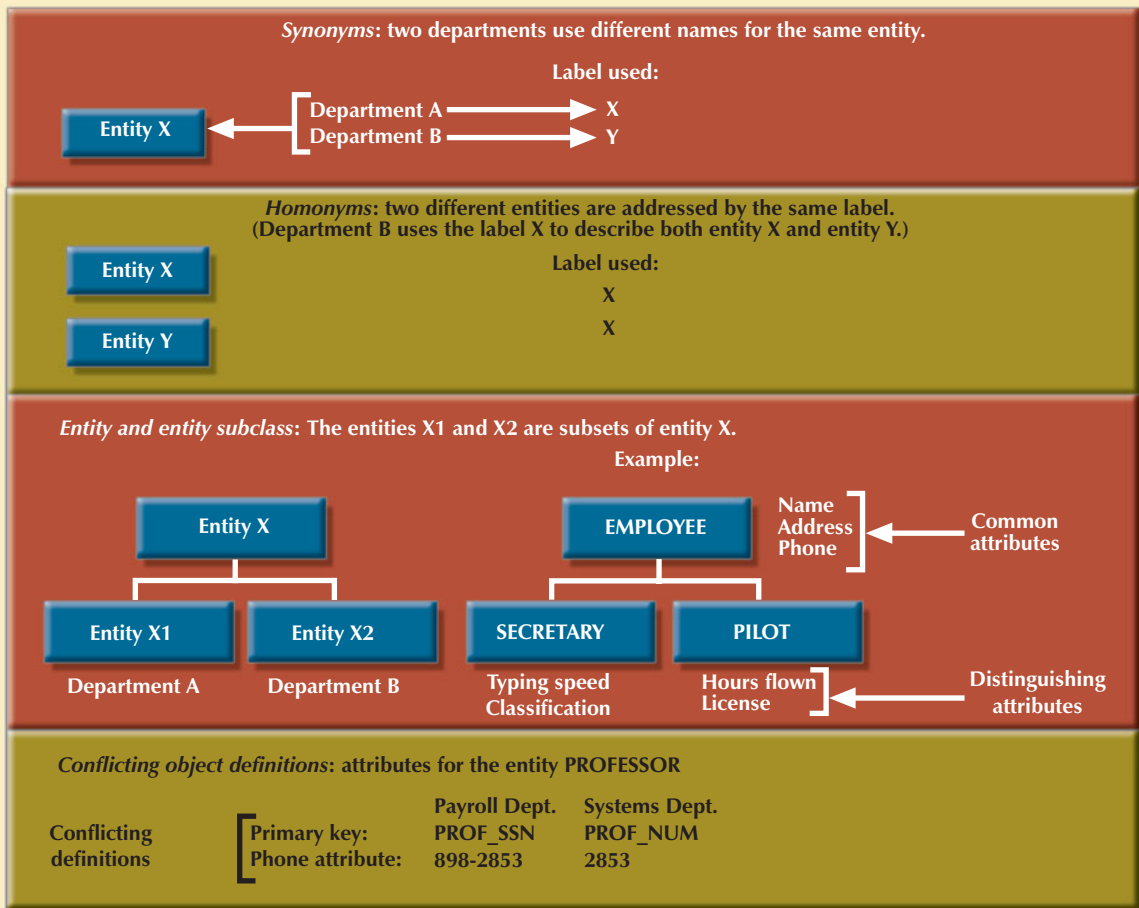 Synonyms: two departments use different names for the same entity.
Label used:
Entity X
Department A
X
Department B
Y
Homonyms: two different entities are addressed by the same label.
(Department B uses the label X to describe both entity X and entity Y.)
Entity X
Label used:
X
X
Entity Y
Entity and entity subclass: The entities X1 and X2 are subsets of entity X.
Example:
Entity X
EMPLOYEE
Name
Address
Phone
Common
attributes
Entity X1
Entity X2
SECRETARY
PILOT
Department A
Department B
Typing speed
Classification
Hours flown
License
Distinguishing
attributes
Conflicting object definitions: attributes for the entity PROFESSOR
Payroll Dept.
Systems Dept.
Conflicting
definitions
Primary key:
PROF_SSN
PROF_NUM
Phone attribute:
898-2853
2853